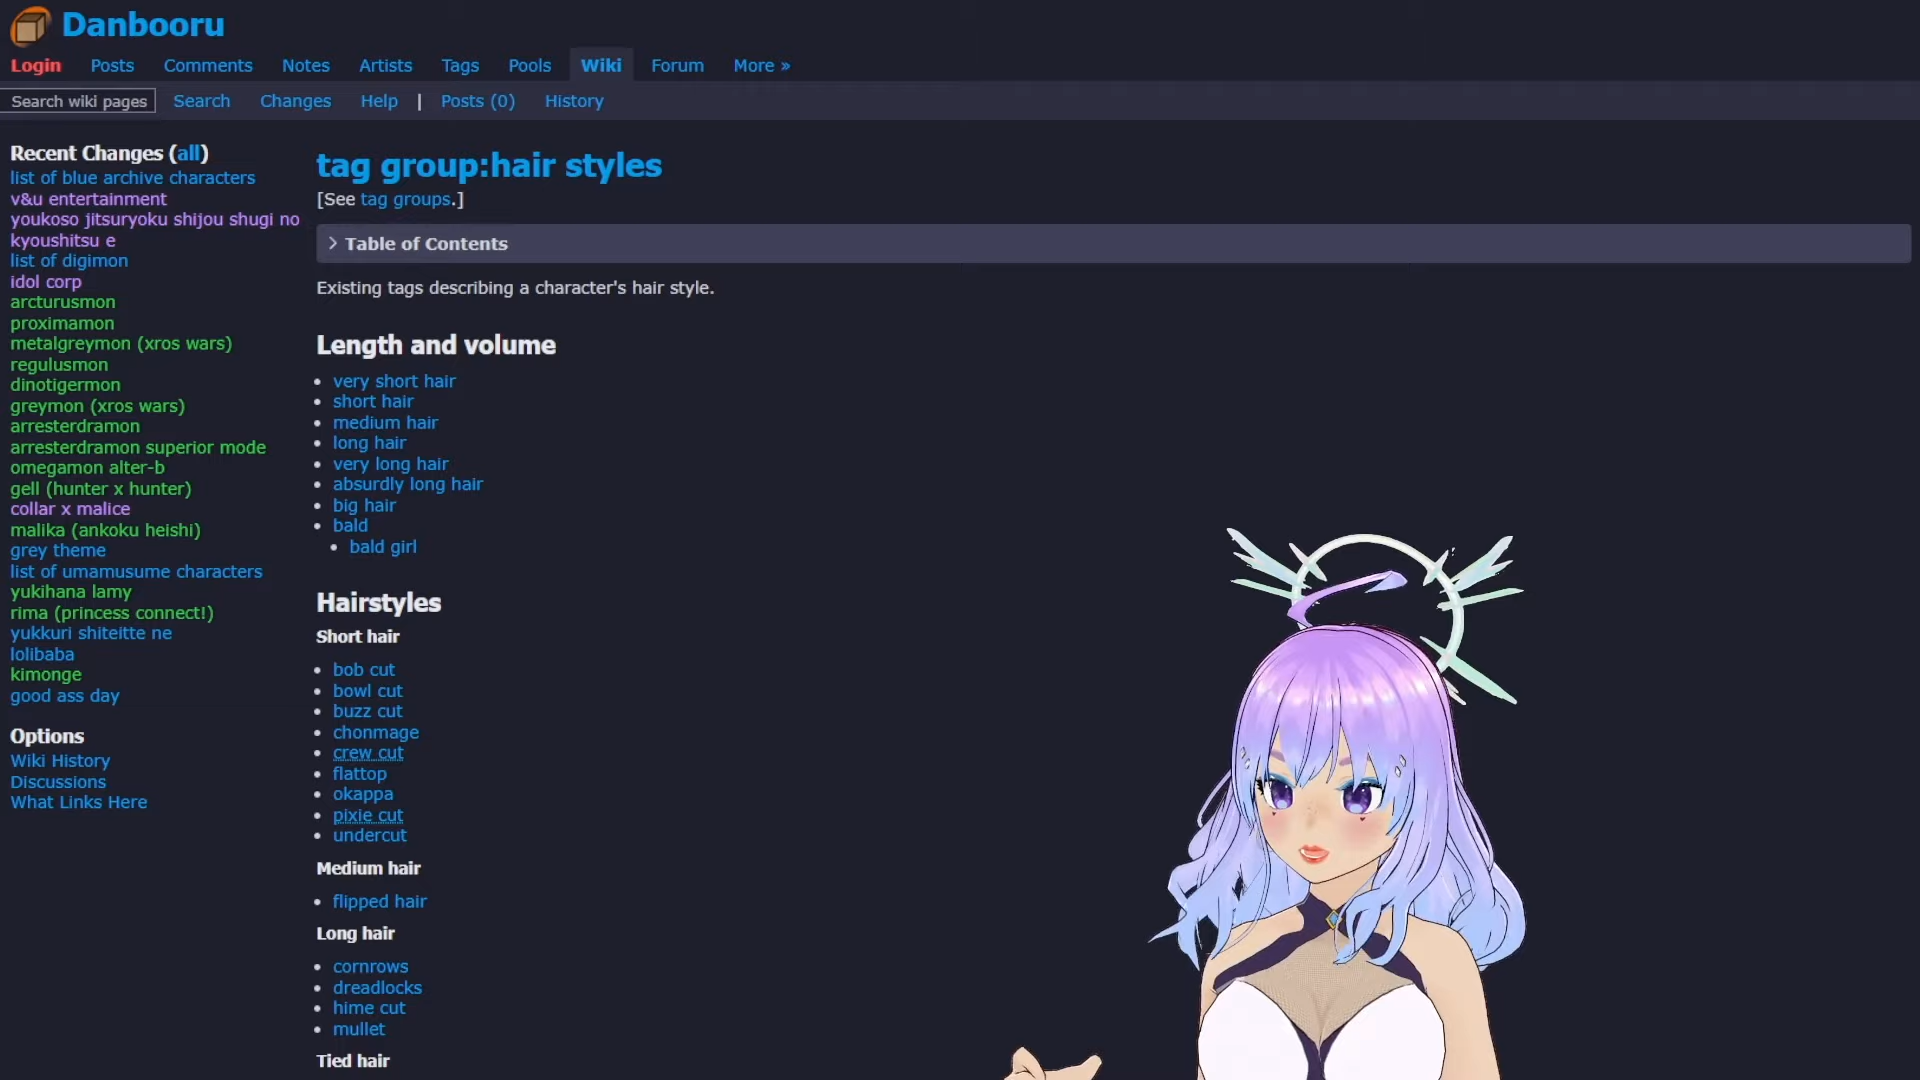 Danbooru
Login Posts Comments Notes Artists Tags Pools Wiki Forum More »
Search wiki pages Search Changes Help | Posts (0) History
Recent Changes (all)
list of blue archive characters
v&u entertainment
youkoso jitsuryoku shijou shugi no
kyoushitsu e
list of digimon
idol corp
arcturusmon
proximamon
metalgreymon (xros wars)
regulusmon
dinotigermon
greymon (xros wars)
arresterdramon
arresterdramon superior mode
omegamon alter-b
gell (hunter x hunter)
collar x malice
malika (ankoku heishi)
grey theme
list of umamusume characters
yukihana lamy
rima (princess connect!)
yukkuri shiteitte ne
lolibaba
kimonge
good ass day
Options
Wiki History
Discussions
What Links Here
tag group:hair styles
[See tag groups.]
Table of Contents
Existing tags describing a character's hair style.
Length and volume
very short hair
short hair
medium hair
long hair
very long hair
absurdly long hair
big hair
bald
bald girl
Hairstyles
Short hair
bob cut
bowl cut
buzz cut
chonmage
crew cut
flattop
okappa
pixie cut
undercut
Medium hair
flipped hair
Long hair
cornrows
dreadlocks
hime cut
mullet
Tied hair